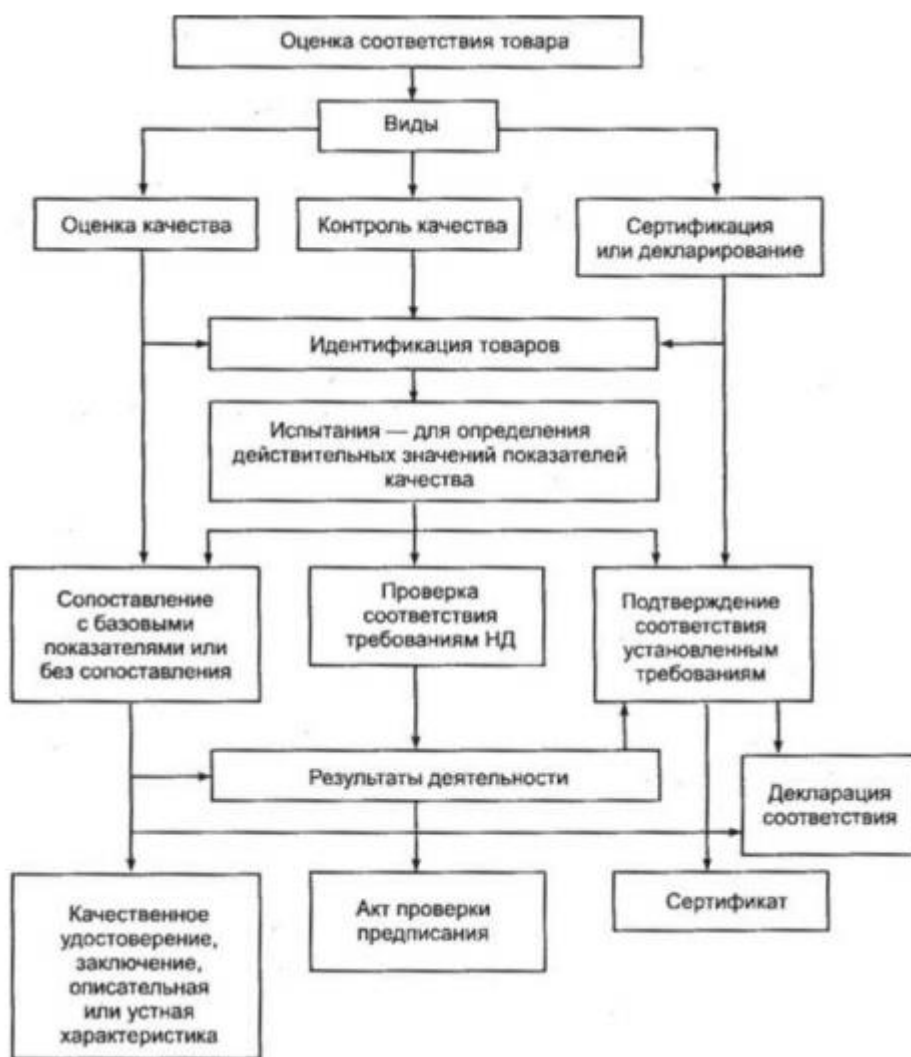 Оценка соответствия товара
Виды
Оценка качества
Контроль качества
Сертификация
или декларирование
Идентификация товаров
Испытания — для определения
действительных значений показателей
качества
Сопоставление
с базовыми
показателями или
без сопоставления
Проверка
соответствия
требованиям НД
Подтверждение
соответствия
установленным
требованиям
Результаты деятельности
Декларация
соответствия
Качественное
удостоверение,
заключение,
описательная
или устная
характеристика
Акт проверки
предписания
Сертификат